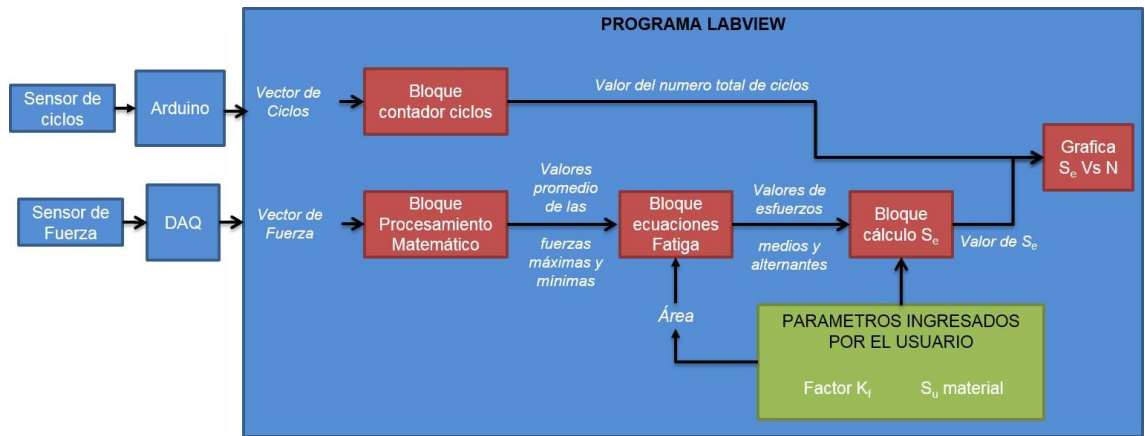 PROGRAMA LABVIEW
Sensor de
ciclos
Arduino
Vector de
Ciclos
Bloque
contador ciclos
Valor del numero total de ciclos
Grafica
Se Vs N
Sensor de
Fuerza
DAQ
Vector de
Fuerza
Bloque
Procesamiento
Matemático
Valores
promedio
de las
fuerzas
máximas y
mínimas
Bloque
ecuaciones
Fatiga
Valores de
esfuerzos
medios y
alternantes
Bloque
cálculo Se
Valor de Se
Área
PARAMETROS INGRESADOS
POR EL USUARIO
Factor Kf
Su material